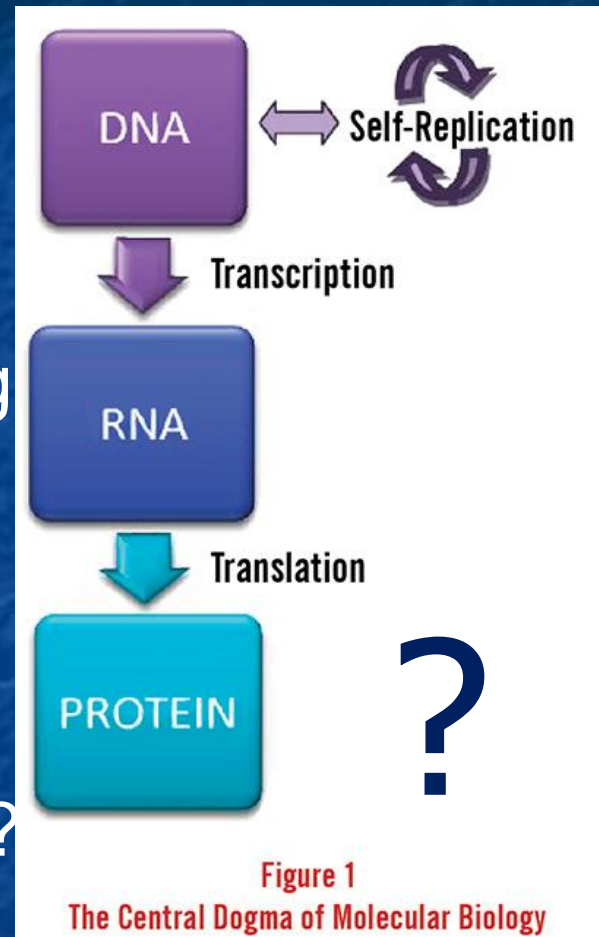 DNA
Self-Replication
Transcription
g
RNA
Translation
PROTEIN
?
?
Figure 1
The Central Dogma of Molecular Biology